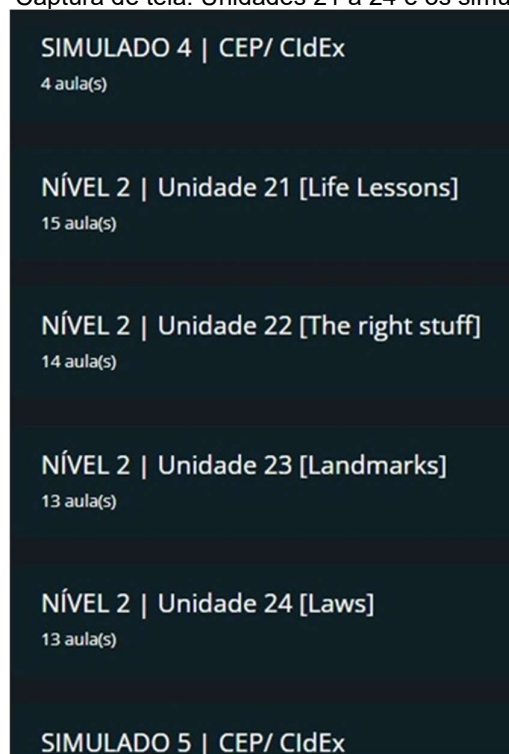 Captura de tela: Unidades 21 a 24 e os simu
SIMULADO 4 | CEP/ CIdEx
4 aula(s)
NÍVEL 2 | Unidade 21 [Life Lessons]
15 aula(s)
NÍVEL 2 | Unidade 22 [The right stuff]
14 aula(s)
NÍVEL 2 | Unidade 23 [Landmarks]
13 aula(s)
NÍVEL 2 | Unidade 24 [Laws]
13 aula(s)
SIMULADO 5 | CEP/ CIdEx